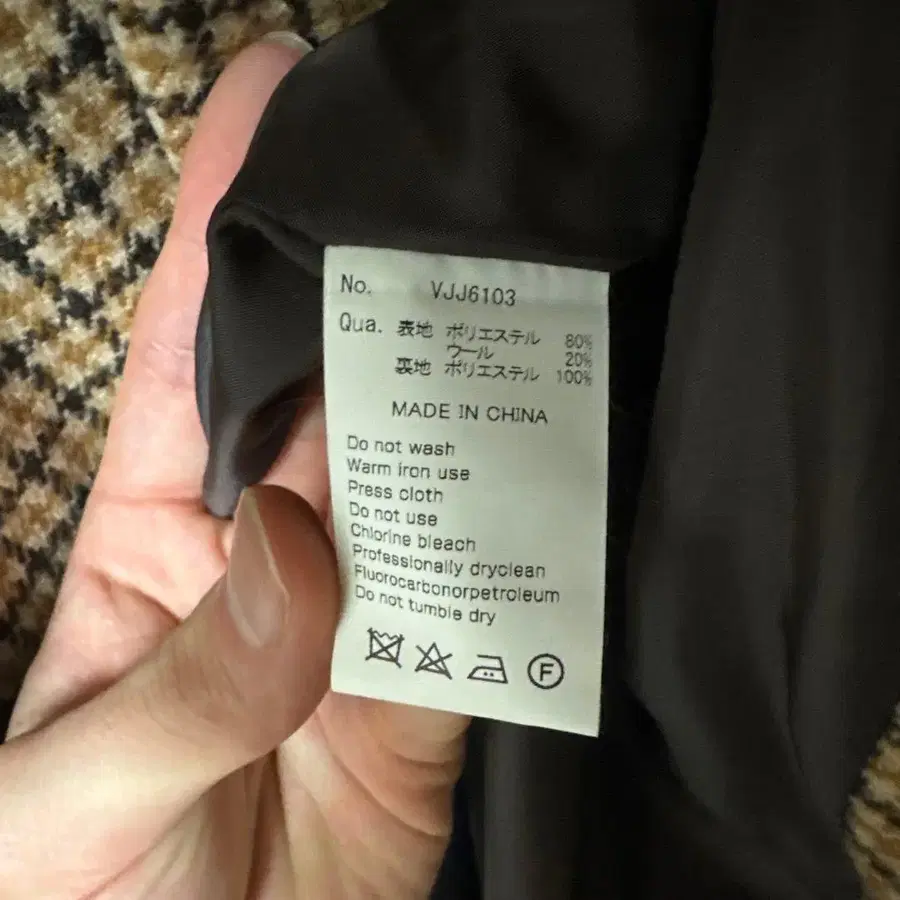 No. VJJ6103
Qua. 表地 ポリエステル 80%
ウール 20%
裏地 ポリエステル 100%
MADE IN CHINA
Do not wash
Warm iron use
Press cloth
Do not use
Chlorine bleach
Professionally dryclean
Fluorocarbonorpetroleum
Do not tumble dry
F